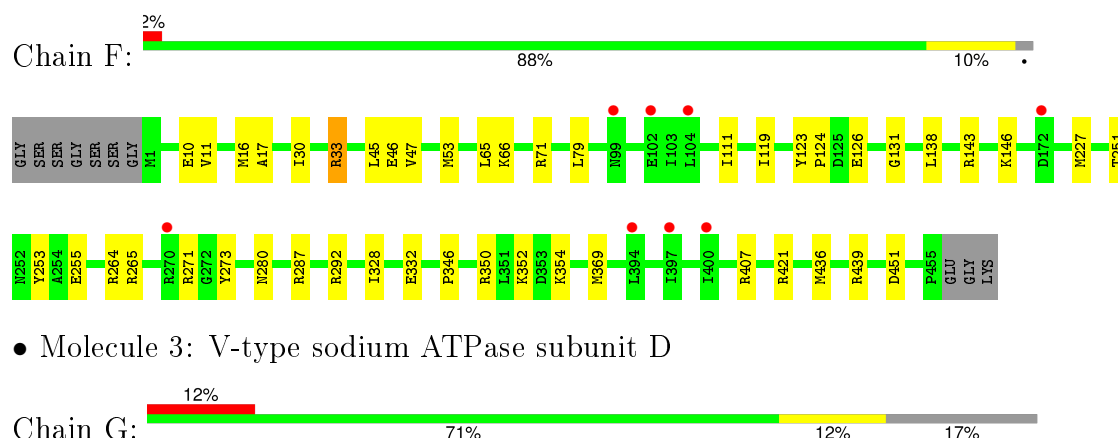 2%
Chain F:
88% 10% •
GLY SER SER GLY SER SER GLY M1 E10 V11 M16 A17 I30 R33 L45 E46 V47 M53 L65 K66 R71 L79 N99 E102 I103 L104 I111 I119 Y123 P124 D125 E126 G131 L138 R143 K146 D172 M227 T251
N252 Y253 A254 E255 R264 R265 R270 R271 G272 Y273 N280 R287 R292 I328 E332 P346 R350 L351 K352 D353 K354 M369 L394 I397 I400 R407 R421 M436 R439 D451 P455 GLU GLY LYS
• Molecule 3: V-type sodium ATPase subunit D
12%
Chain G:
71% 12% 17%